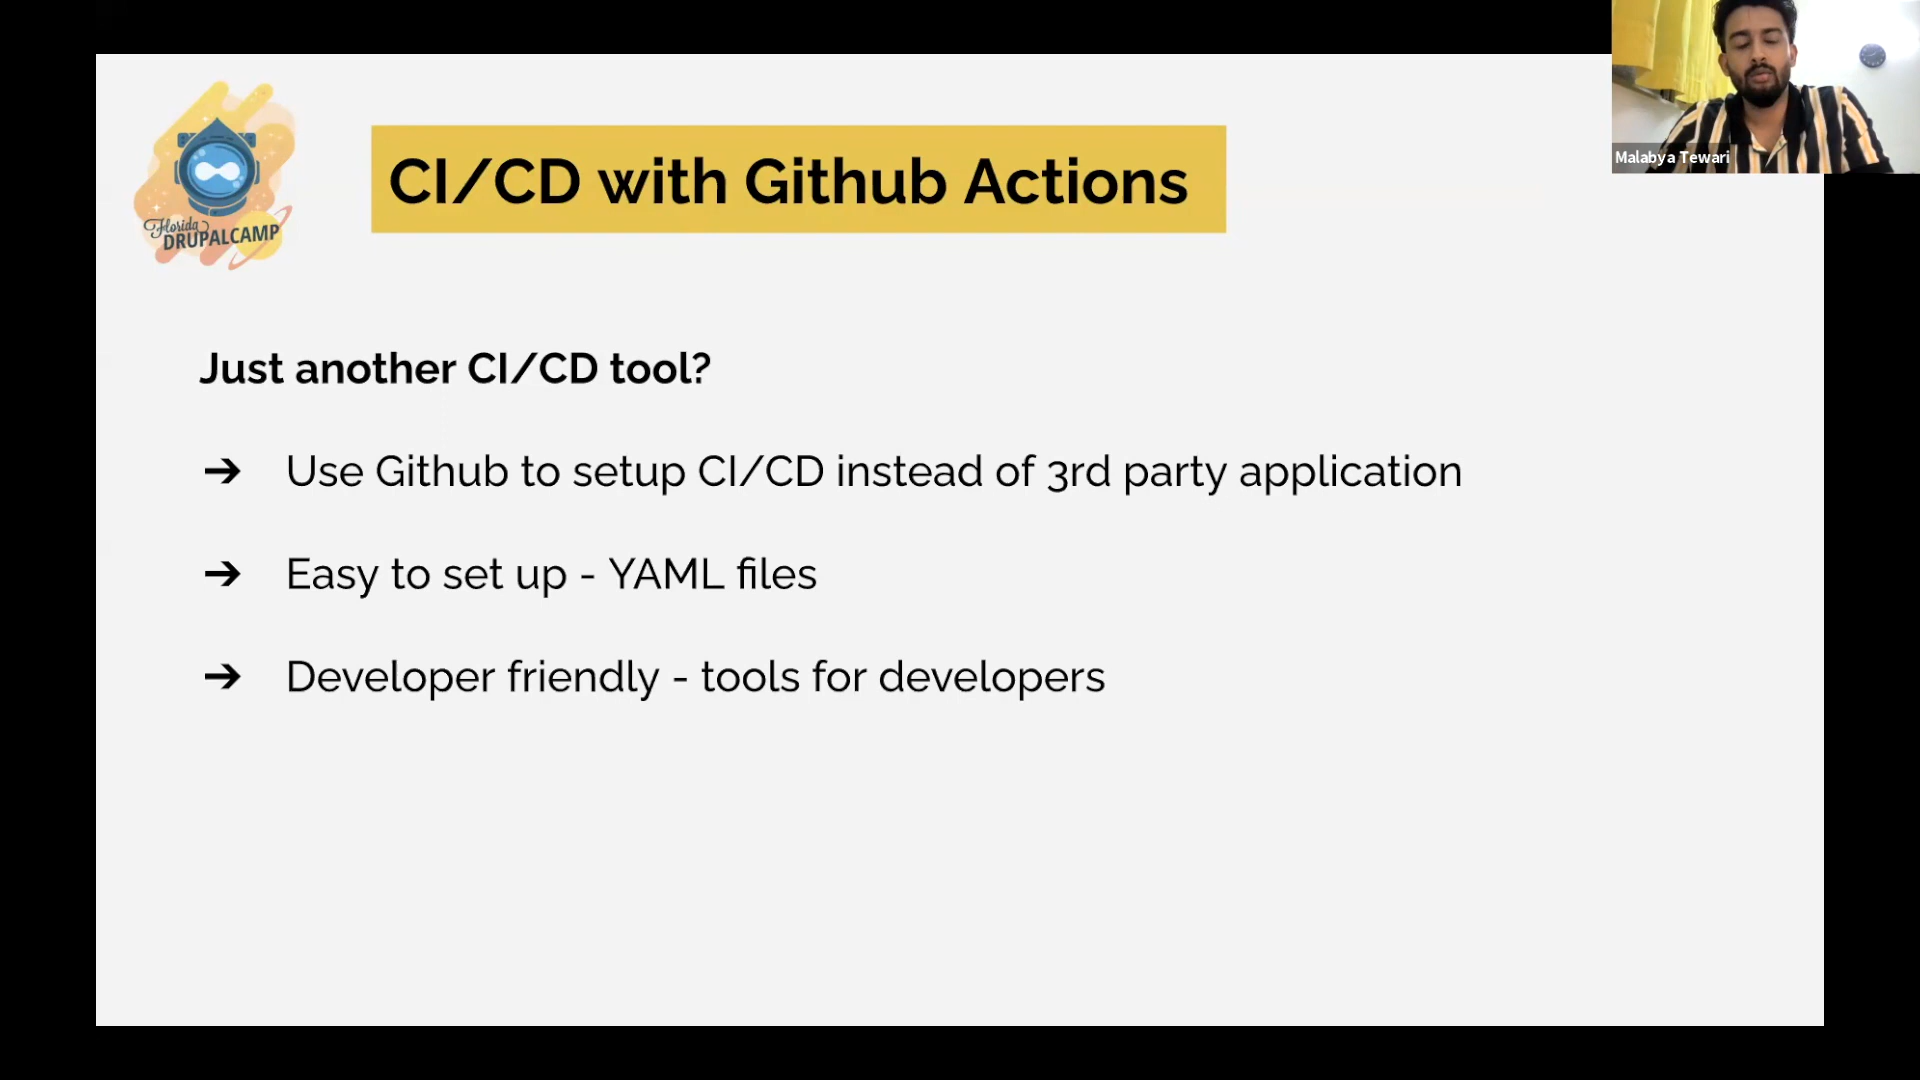 Malabya Tewari
Florida
DRUPALCAMP
CI/CD with Github Actions
Just another CI/CD tool?
➔ Use Github to setup CI/CD instead of 3rd party application
➔ Easy to set up - YAML files
➔ Developer friendly - tools for developers